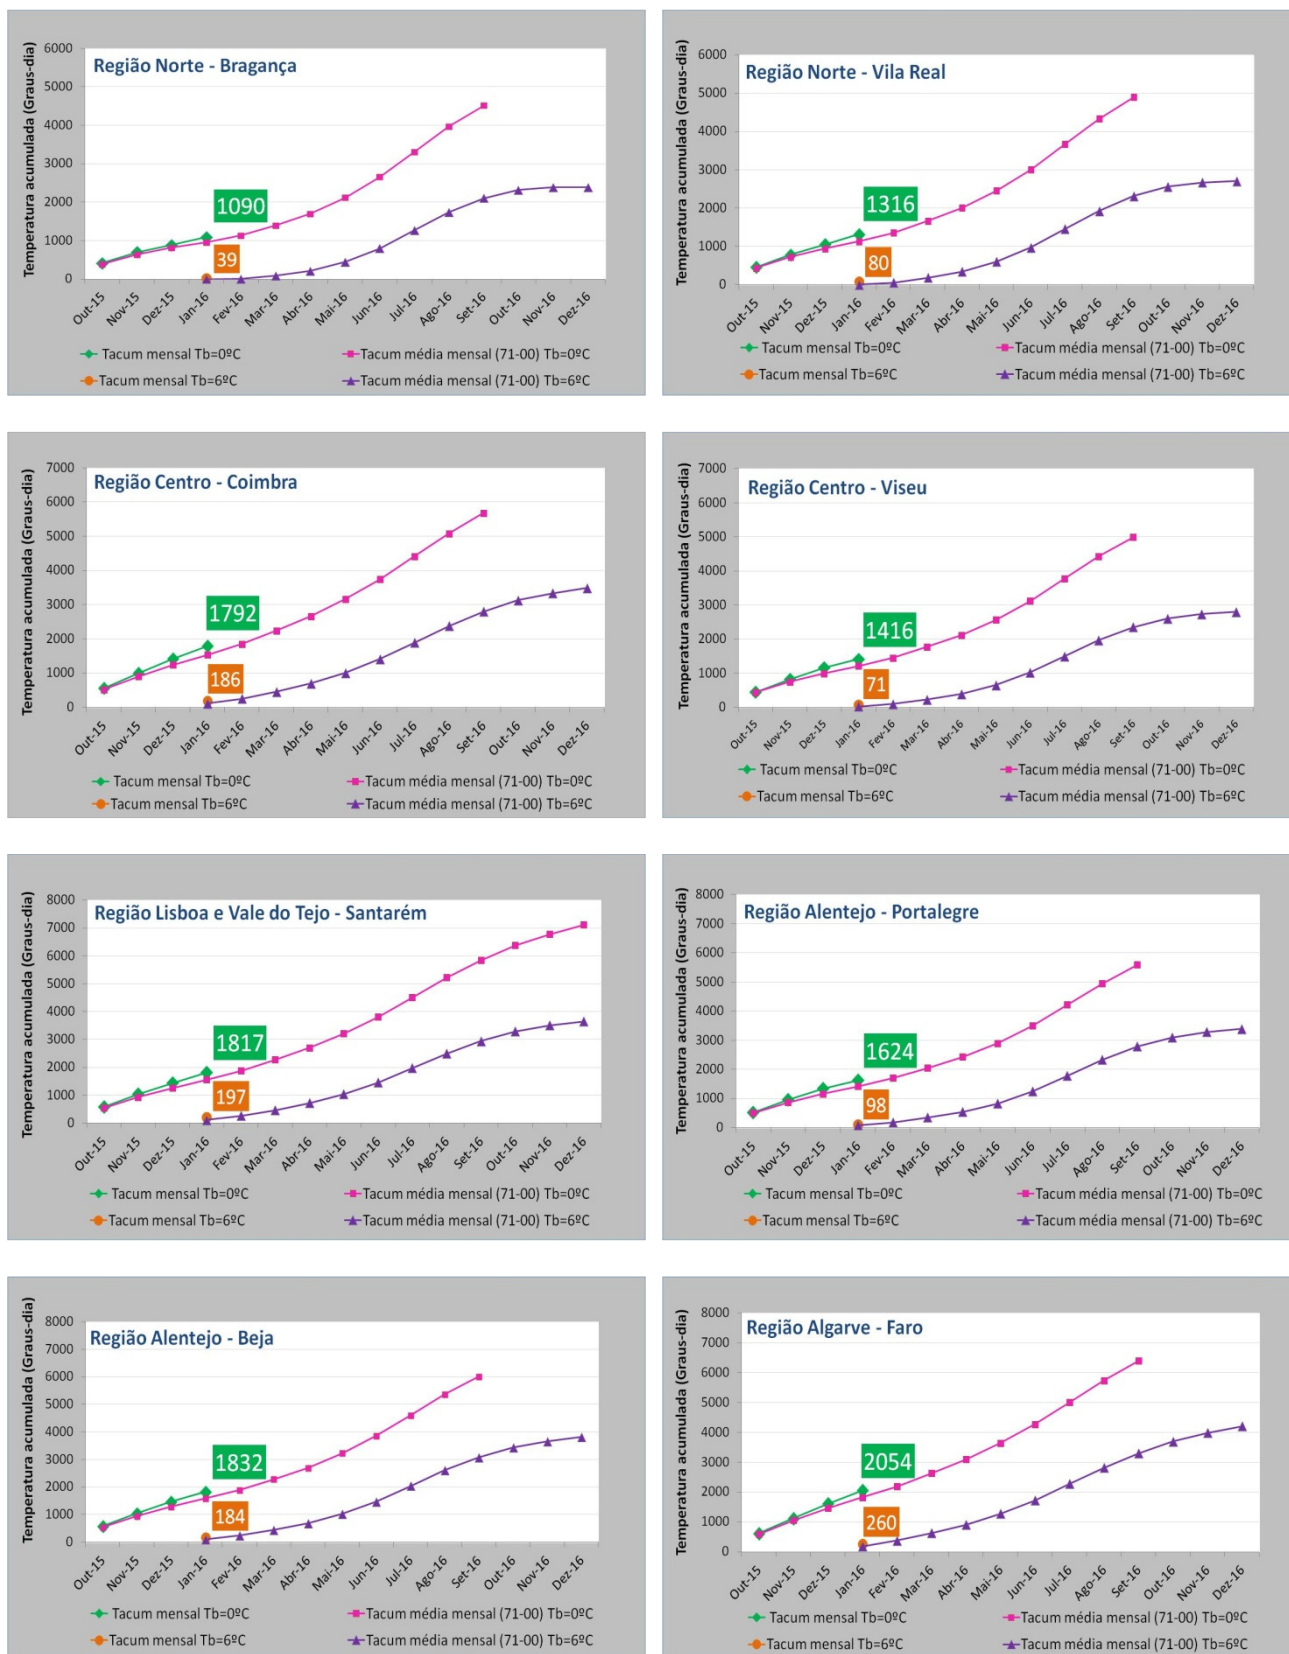 Região Norte - Bragança
Temperatura acumulada (Graus-dia)
6000
5000
4000
3000
2000
1000
0
1090
39
Out-15 Nov-15 Dez-15 Jan-16 Fev-16 Mar-16 Abr-16 Mai-16 Jun-16 Jul-16 Ago-16 Set-16 Out-16 Nov-16 Dez-16
Tacum mensal Tb=0ºC Tacum média mensal (71-00) Tb=0ºC
Tacum mensal Tb=6ºC Tacum média mensal (71-00) Tb=6ºC
Região Norte - Vila Real
Temperatura acumulada (Graus-dia)
6000
5000
4000
3000
2000
1000
0
1316
80
Out-15 Nov-15 Dez-15 Jan-16 Fev-16 Mar-16 Abr-16 Mai-16 Jun-16 Jul-16 Ago-16 Set-16 Out-16 Nov-16 Dez-16
Tacum mensal Tb=0ºC Tacum média mensal (71-00) Tb=0ºC
Tacum mensal Tb=6ºC Tacum média mensal (71-00) Tb=6ºC
Região Centro - Coimbra
Temperatura acumulada (Graus-dia)
7000
6000
5000
4000
3000
2000
1000
0
1792
186
Out-15 Nov-15 Dez-15 Jan-16 Fev-16 Mar-16 Abr-16 Mai-16 Jun-16 Jul-16 Ago-16 Set-16 Out-16 Nov-16 Dez-16
Tacum mensal Tb=0ºC Tacum média mensal (71-00) Tb=0ºC
Tacum mensal Tb=6ºC Tacum média mensal (71-00) Tb=6ºC
Região Centro - Viseu
Temperatura acumulada (Graus-dia)
7000
6000
5000
4000
3000
2000
1000
0
1416
71
Out-15 Nov-15 Dez-15 Jan-16 Fev-16 Mar-16 Abr-16 Mai-16 Jun-16 Jul-16 Ago-16 Set-16 Out-16 Nov-16 Dez-16
Tacum mensal Tb=0ºC Tacum média mensal (71-00) Tb=0ºC
Tacum mensal Tb=6ºC Tacum média mensal (71-00) Tb=6ºC
Região Lisboa e Vale do Tejo - Santarém
Temperatura acumulada (Graus-dia)
8000
7000
6000
5000
4000
3000
2000
1000
0
1817
197
Out-15 Nov-15 Dez-15 Jan-16 Fev-16 Mar-16 Abr-16 Mai-16 Jun-16 Jul-16 Ago-16 Set-16 Out-16 Nov-16 Dez-16
Tacum mensal Tb=0ºC Tacum média mensal (71-00) Tb=0ºC
Tacum mensal Tb=6ºC Tacum média mensal (71-00) Tb=6ºC
Região Alentejo - Portalegre
Temperatura acumulada (Graus-dia)
8000
7000
6000
5000
4000
3000
2000
1000
0
1624
98
Out-15 Nov-15 Dez-15 Jan-16 Fev-16 Mar-16 Abr-16 Mai-16 Jun-16 Jul-16 Ago-16 Set-16 Out-16 Nov-16 Dez-16
Tacum mensal Tb=0ºC Tacum média mensal (71-00) Tb=0ºC
Tacum mensal Tb=6ºC Tacum média mensal (71-00) Tb=6ºC
Região Alentejo - Beja
Temperatura acumulada (Graus-dia)
8000
7000
6000
5000
4000
3000
2000
1000
0
1832
184
Out-15 Nov-15 Dez-15 Jan-16 Fev-16 Mar-16 Abr-16 Mai-16 Jun-16 Jul-16 Ago-16 Set-16 Out-16 Nov-16 Dez-16
Tacum mensal Tb=0ºC Tacum média mensal (71-00) Tb=0ºC
Tacum mensal Tb=6ºC Tacum média mensal (71-00) Tb=6ºC
Região Algarve - Faro
Temperatura acumulada (Graus-dia)
8000
7000
6000
5000
4000
3000
2000
1000
0
2054
260
Out-15 Nov-15 Dez-15 Jan-16 Fev-16 Mar-16 Abr-16 Mai-16 Jun-16 Jul-16 Ago-16 Set-16 Out-16 Nov-16 Dez-16
Tacum mensal Tb=0ºC Tacum média mensal (71-00) Tb=0ºC
Tacum mensal Tb=6ºC Tacum média mensal (71-00) Tb=6ºC